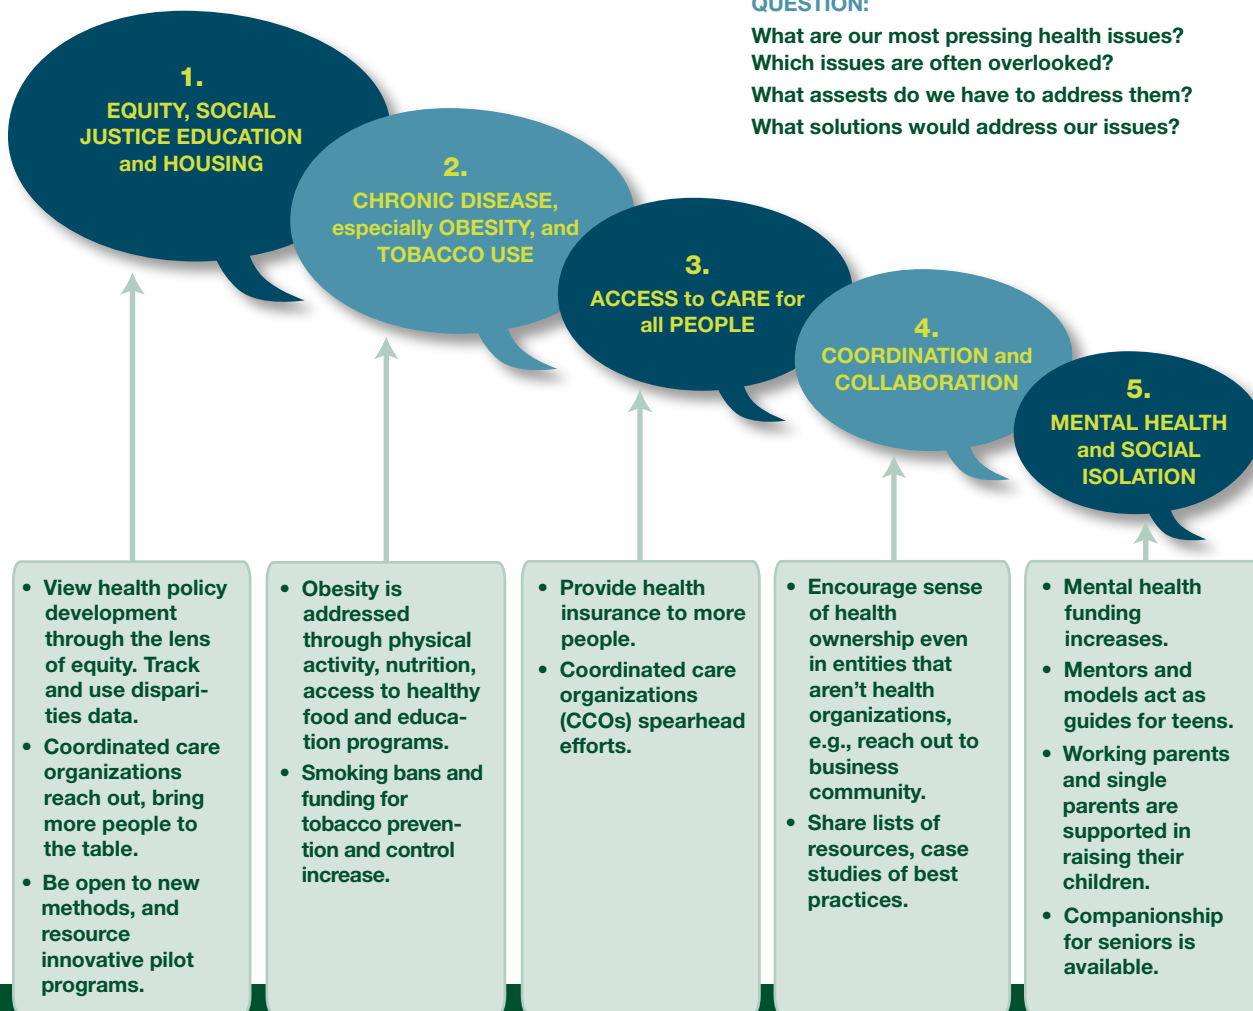 QUESTION:
What are our most pressing health issues?
Which issues are often overlooked?
What assests do we have to address them?
What solutions would address our issues?
1.
EQUITY, SOCIAL
JUSTICE EDUCATION
and HOUSING
2.
CHRONIC DISEASE,
especially OBESITY, and
TOBACCO USE
3.
ACCESS to CARE for
all PEOPLE
4.
COORDINATION and
COLLABORATION
5.
MENTAL HEALTH
and SOCIAL
ISOLATION
• View health policy
development
through the lens
of equity. Track
and use dispari-
ties data.
• Coordinated care
organizations
reach out, bring
more people to
the table.
• Be open to new
methods, and
resource
innovative pilot
programs.
• Obesity is
addressed
through physical
activity, nutrition,
access to healthy
food and educa-
tion programs.
• Smoking bans and
funding for
tobacco preven-
tion and control
increase.
• Provide health
insurance to more
people.
• Coordinated care
organizations
(CCOs) spearhead
efforts.
• Encourage sense
of health
ownership even
in entities that
aren’t health
organizations,
e.g., reach out to
business
community.
• Share lists of
resources, case
studies of best
practices.
• Mental health
funding
increases.
• Mentors and
models act as
guides for teens.
• Working parents
and single
parents are
supported in
raising their
children.
• Companionship
for seniors is
available.